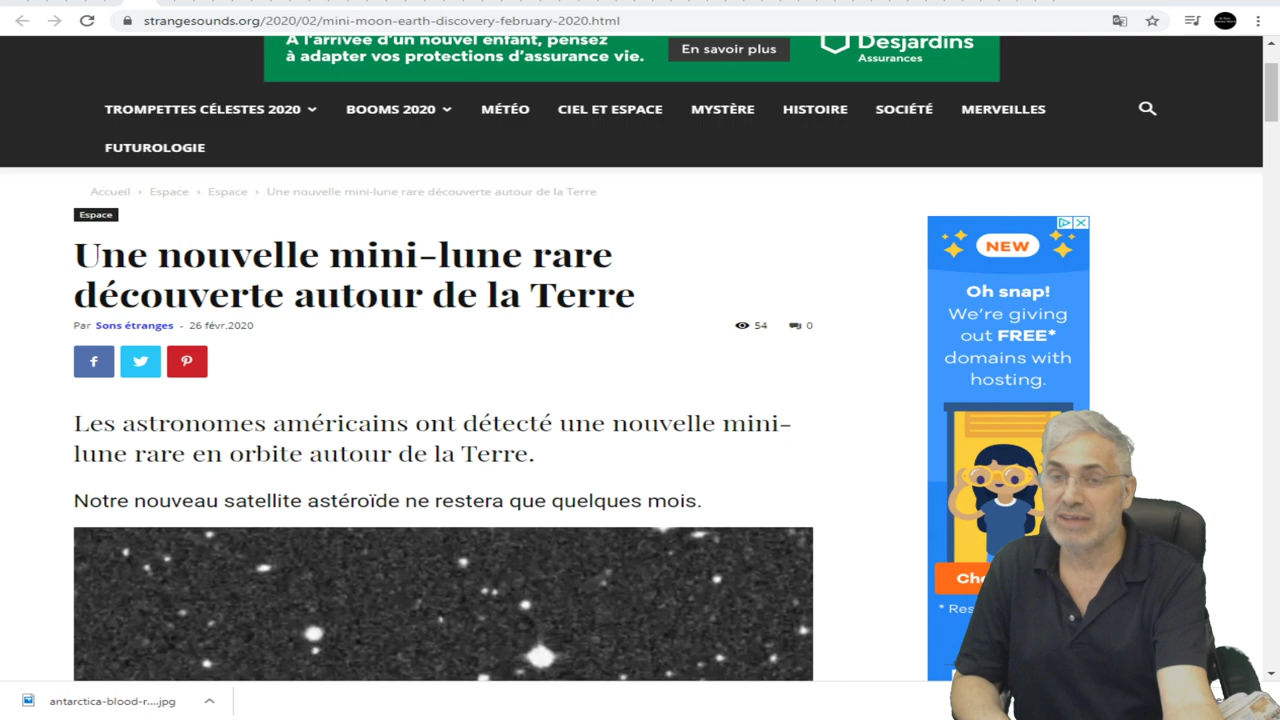 strangesounds.org/2020/02/mini-moon-earth-discovery-february-2020.html
À l'arrivée d'un nouvel enfant, pensez
à adapter vos protections d'assurance vie.
En savoir plus
Desjardins
Assurances
TROMPETTES CÉLESTES 2020 BOOMS 2020 MÉTÉO CIEL ET ESPACE MYSTÈRE HISTOIRE SOCIÉTÉ MERVEILLES
FUTUROLOGIE
Accueil › Espace › Espace › Une nouvelle mini-lune rare découverte autour de la Terre
Espace
Une nouvelle mini-lune rare
découverte autour de la Terre
Par Sons étranges - 26 févr.2020 54 0
Les astronomes américains ont détecté une nouvelle mini-
lune rare en orbite autour de la Terre.
Notre nouveau satellite astéroïde ne restera que quelques mois.
NEW
Oh snap!
We're giving
out FREE*
domains with
hosting.
antarctica-blood-r....jpg